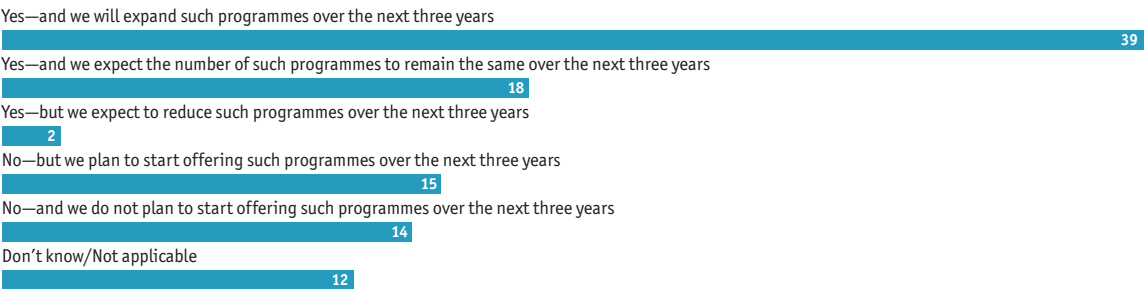 Yes—and we will expand such programmes over the next three years
39
Yes—and we expect the number of such programmes to remain the same over the next three years
18
Yes—but we expect to reduce such programmes over the next three years
2
No—but we plan to start offering such programmes over the next three years
15
No—and we do not plan to start offering such programmes over the next three years
14
Don’t know/Not applicable
12